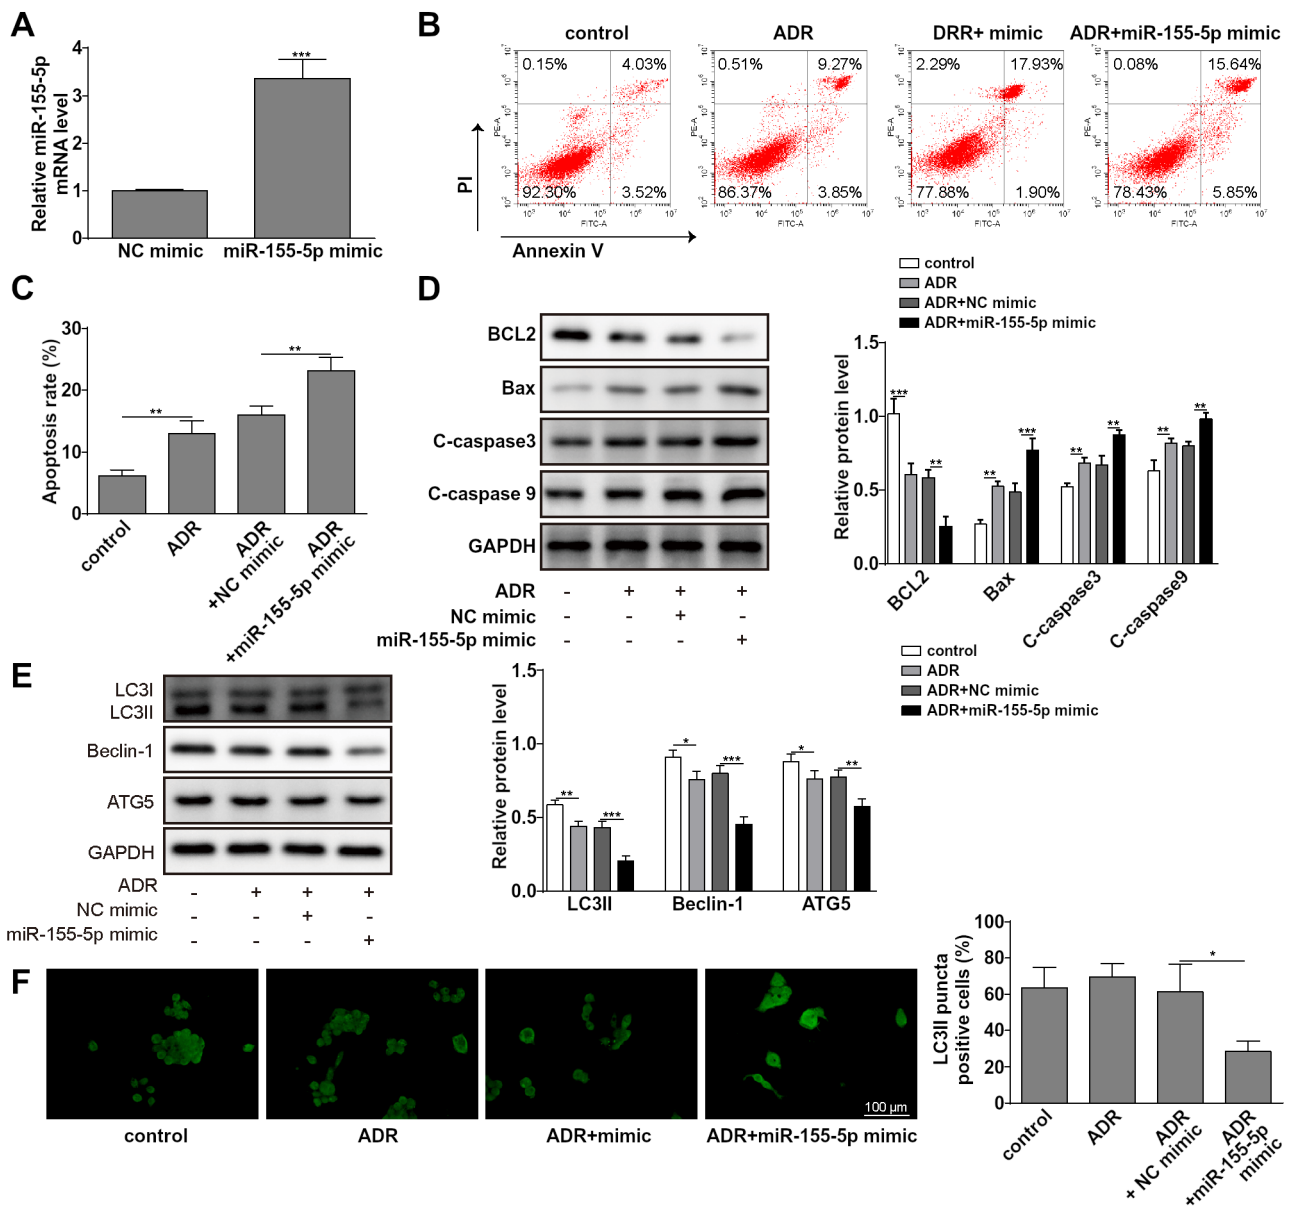 A
Relative miR-155-5p
mRNA level
4
3
2
1
0
***
NC mimic
miR-155-5p mimic
B
control
ADR
DRR+ mimic
ADR+miR-155-5p mimic
0.15%
4.03%
92.30%
3.52%
0.51%
9.27%
86.37%
3.85%
2.29%
17.93%
77.88%
1.90%
0.08%
15.64%
78.43%
5.85%
PE-A
PE-A
PE-A
PE-A
FITC-A
FITC-A
FITC-A
FITC-A
PI
Annexin V
C
Apoptosis rate (%)
30
20
10
0
**
**
control
ADR
ADR
+NC mimic
ADR
+miR-155-5p mimic
D
BCL2
Bax
C-caspase3
C-caspase 9
GAPDH
ADR - + + +
NC mimic - - + -
miR-155-5p mimic - - - +
control
ADR
ADR+NC mimic
ADR+miR-155-5p mimic
Relative protein level
1.5
1.0
0.5
0.0
***
**
**
***
**
**
**
**
BCL2
Bax
C-caspase3
C-caspase9
E
LC3I
LC3II
Beclin-1
ATG5
GAPDH
ADR - + + +
NC mimic - - + -
miR-155-5p mimic - - - +
control
ADR
ADR+NC mimic
ADR+miR-155-5p mimic
Relative protein level
1.5
1.0
0.5
0.0
**
***
*
***
*
**
LC3II
Beclin-1
ATG5
F
100 µm
control
ADR
ADR+mimic
ADR+miR-155-5p mimic
LC3II puncta
positive cells (%)
100
80
60
40
20
0
*
control
ADR
ADR
+ NC mimic
ADR
+miR-155-5p
mimic